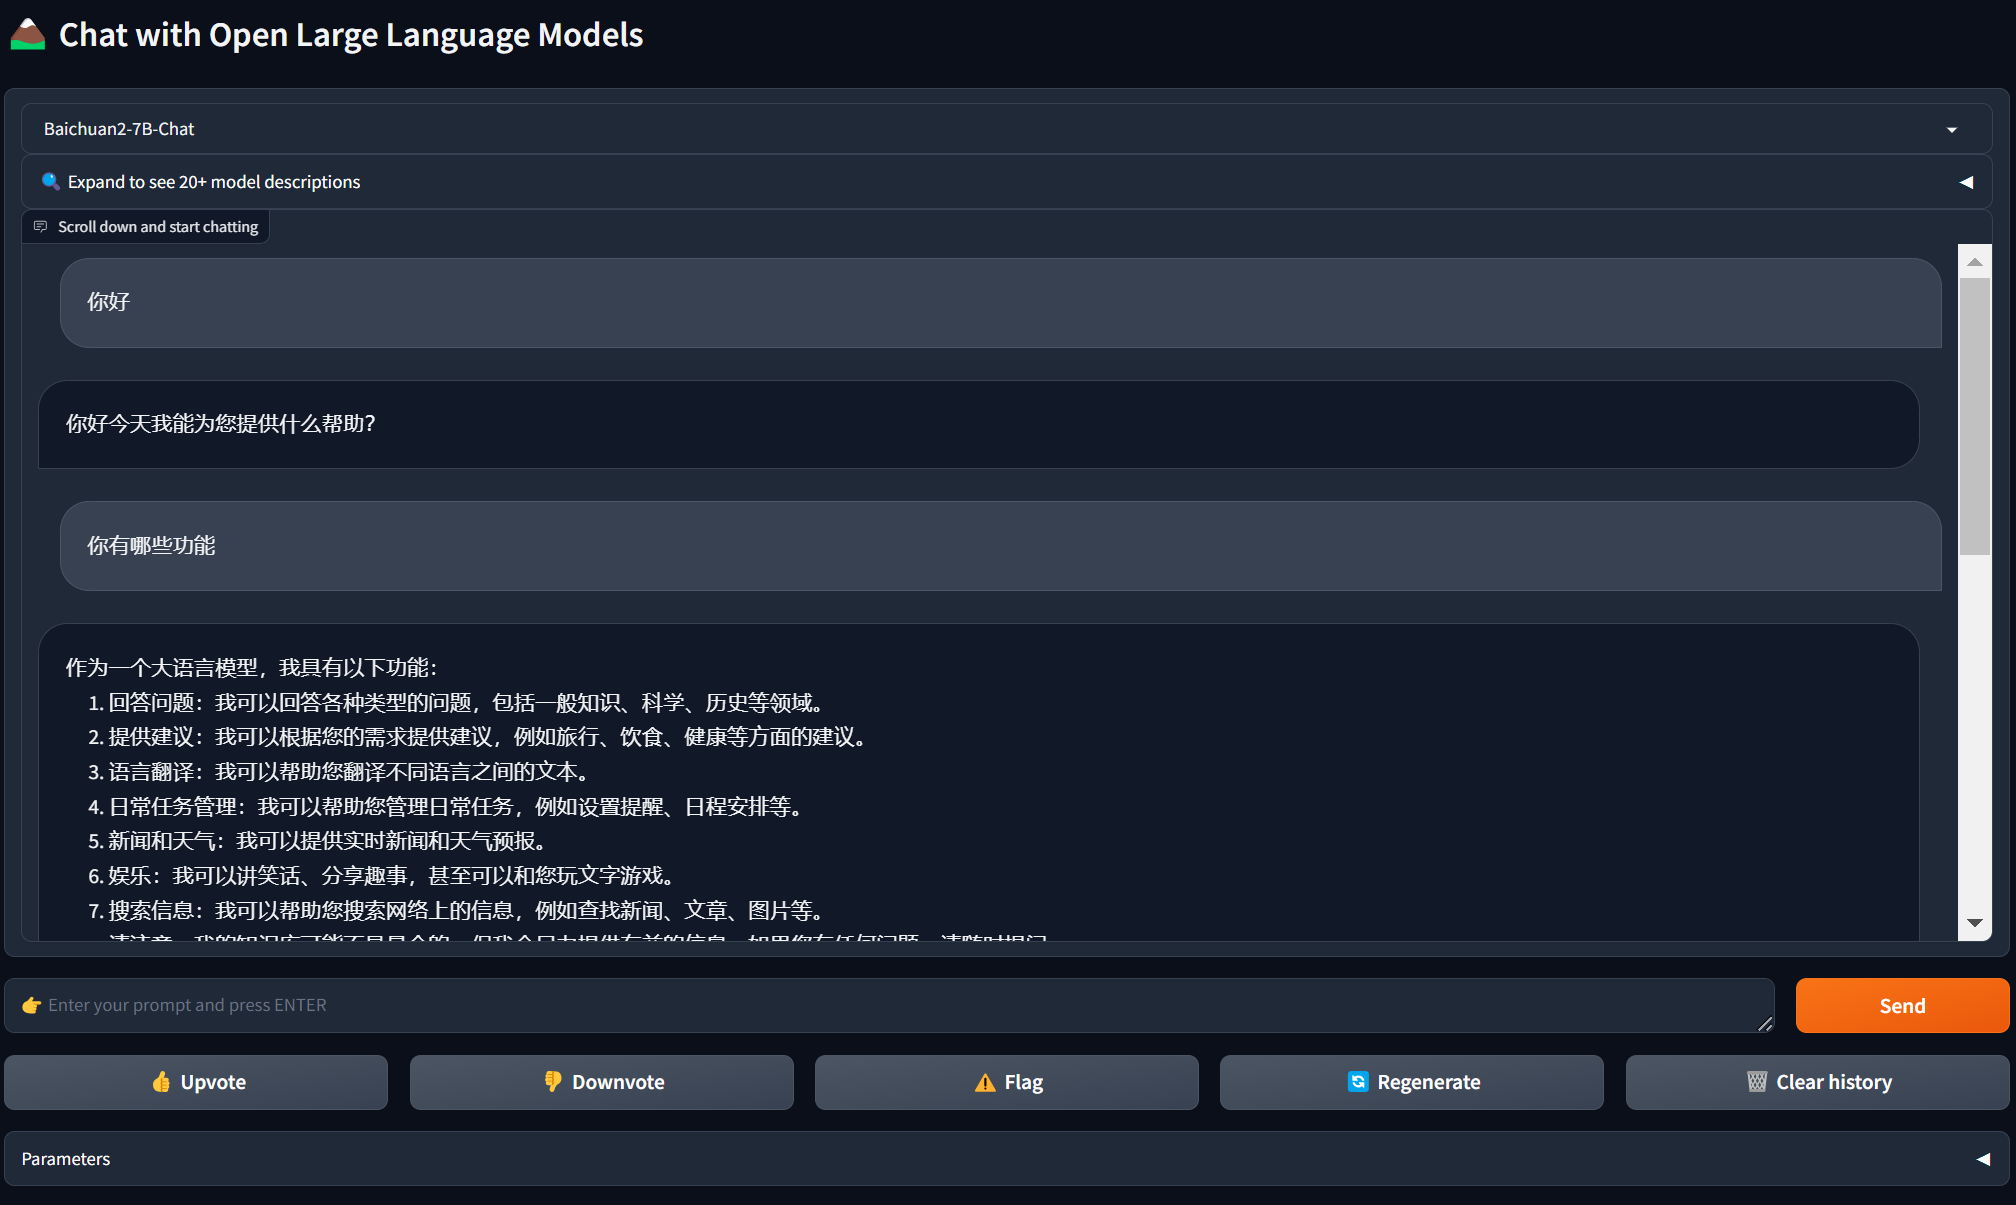 Chat with Open Large Language Models
Baichuan2-7B-Chat
Expand to see 20+ model descriptions
Scroll down and start chatting
你好
你好今天我能为您提供什么帮助?
你有哪些功能
作为一个大语言模型，我具有以下功能：
1. 回答问题：我可以回答各种类型的问题，包括一般知识、科学、历史等领域。
2. 提供建议：我可以根据您的需求提供建议，例如旅行、饮食、健康等方面的建议。
3. 语言翻译：我可以帮助您翻译不同语言之间的文本。
4. 日常任务管理：我可以帮助您管理日常任务，例如设置提醒、日程安排等。
5. 新闻和天气：我可以提供实时新闻和天气预报。
6. 娱乐：我可以讲笑话、分享趣事，甚至可以和您玩文字游戏。
7. 搜索信息：我可以帮助您搜索网络上的信息，例如查找新闻、文章、图片等。
Enter your prompt and press ENTER
Send
Upvote
Downvote
Flag
Regenerate
Clear history
Parameters